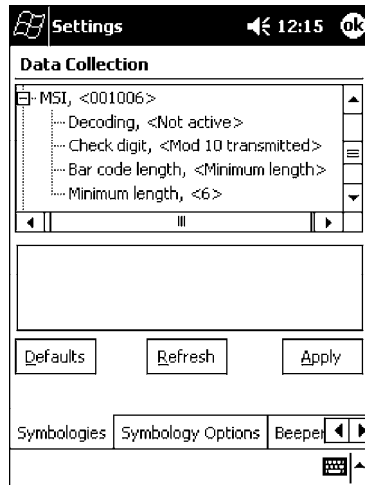 Settings 12:15 ok
Data Collection
MSI, <001006>
Decoding, <Not active>
Check digit, <Mod 10 transmitted>
Bar code length, <Minimum length>
Minimum length, <6>
Defaults Refresh Apply
Symbologies Symbology Options Beeper